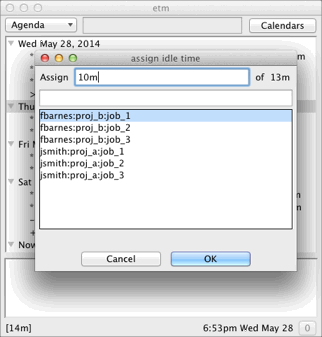 etm
Agenda
Calendars
Wed May 28, 2014
assign idle time
Assign 10m of 13m
fbarnes:proj_b:job_1
fbarnes:proj_b:job_2
fbarnes:proj_b:job_3
jsmith:proj_a:job_1
jsmith:proj_a:job_2
jsmith:proj_a:job_3
Thu
Fri M
Sat
Now
Cancel OK
[14m] 6:53pm Wed May 28 0